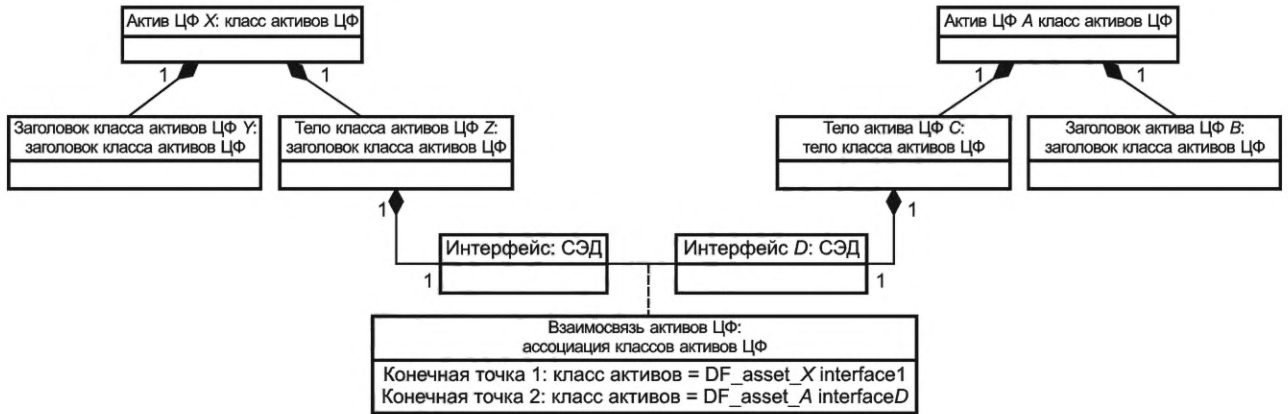 Актив ЦФ X: класс активов ЦФ
Актив ЦФ A класс активов ЦФ
1
1
1
1
Заголовок класса активов ЦФ Y:
заголовок класса активов ЦФ
Тело класса активов ЦФ Z:
заголовок класса активов ЦФ
Тело актива ЦФ C:
тело класса активов ЦФ
Заголовок актива ЦФ B:
заголовок класса активов ЦФ
1
1
Интерфейс: СЭД
Интерфейс D: СЭД
1
1
Взаимосвязь активов ЦФ:
ассоциация классов активов ЦФ
Конечная точка 1: класс активов = DF_asset_X interface1
Конечная точка 2: класс активов = DF_asset_A interfaceD